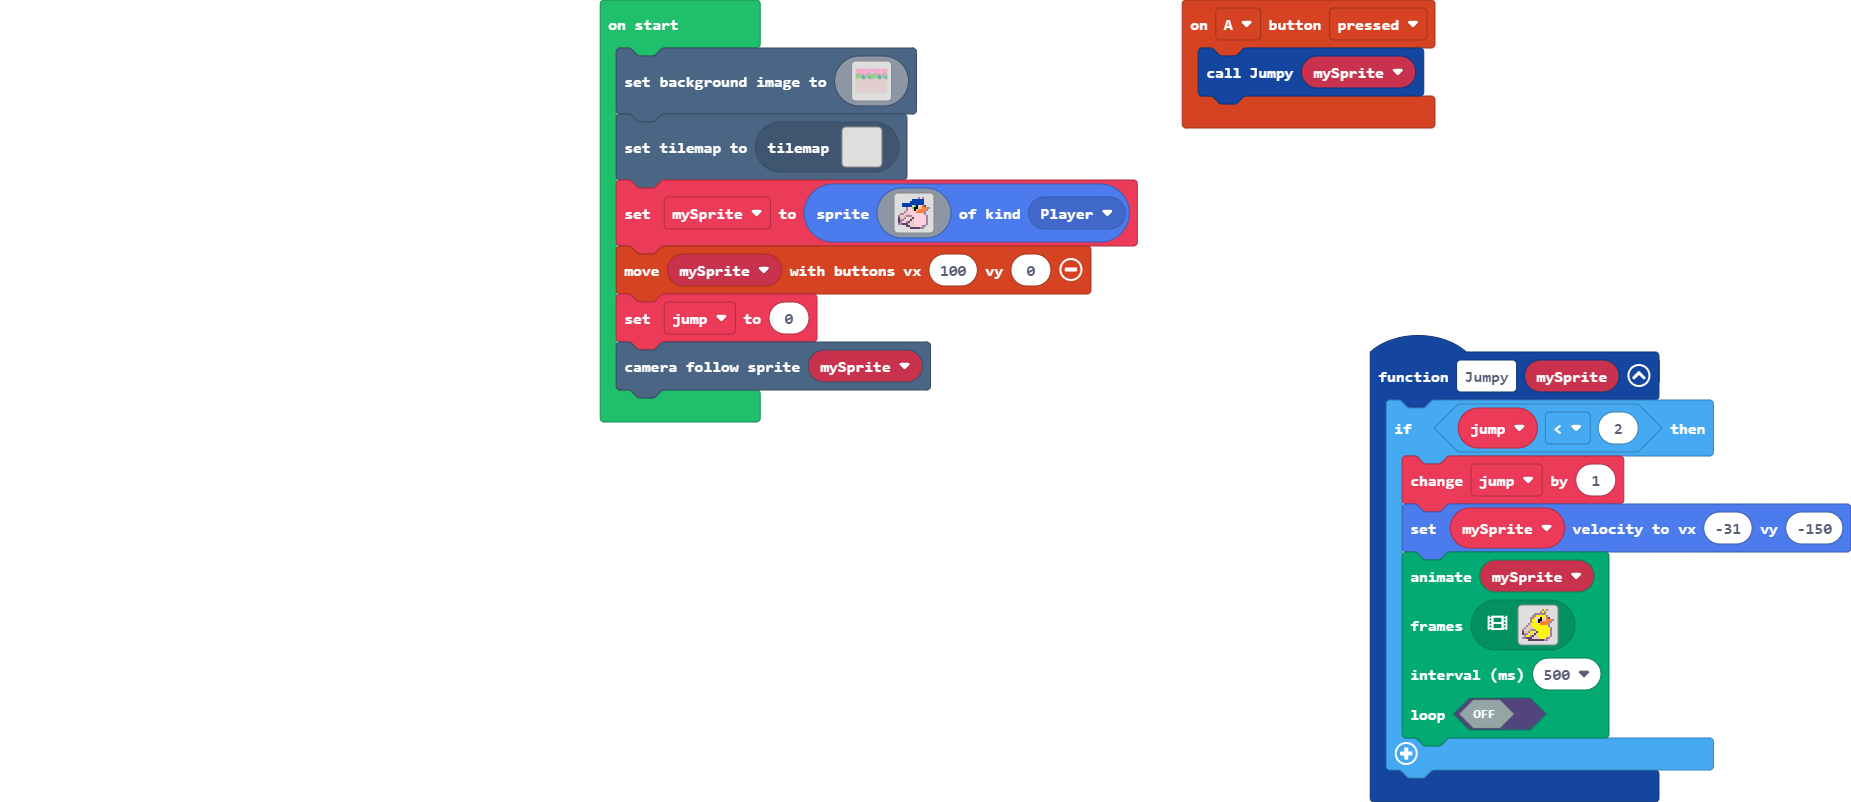 on start
set background image to
set tilemap to tilemap
set mySprite to sprite of kind Player
move mySprite with buttons vx 100 vy 0
set jump to 0
camera follow sprite mySprite
on A button pressed
call Jumpy mySprite
function Jumpy mySprite
if jump < 2 then
change jump by 1
set mySprite velocity to vx -31 vy -150
animate mySprite
frames
interval (ms) 500
loop OFF